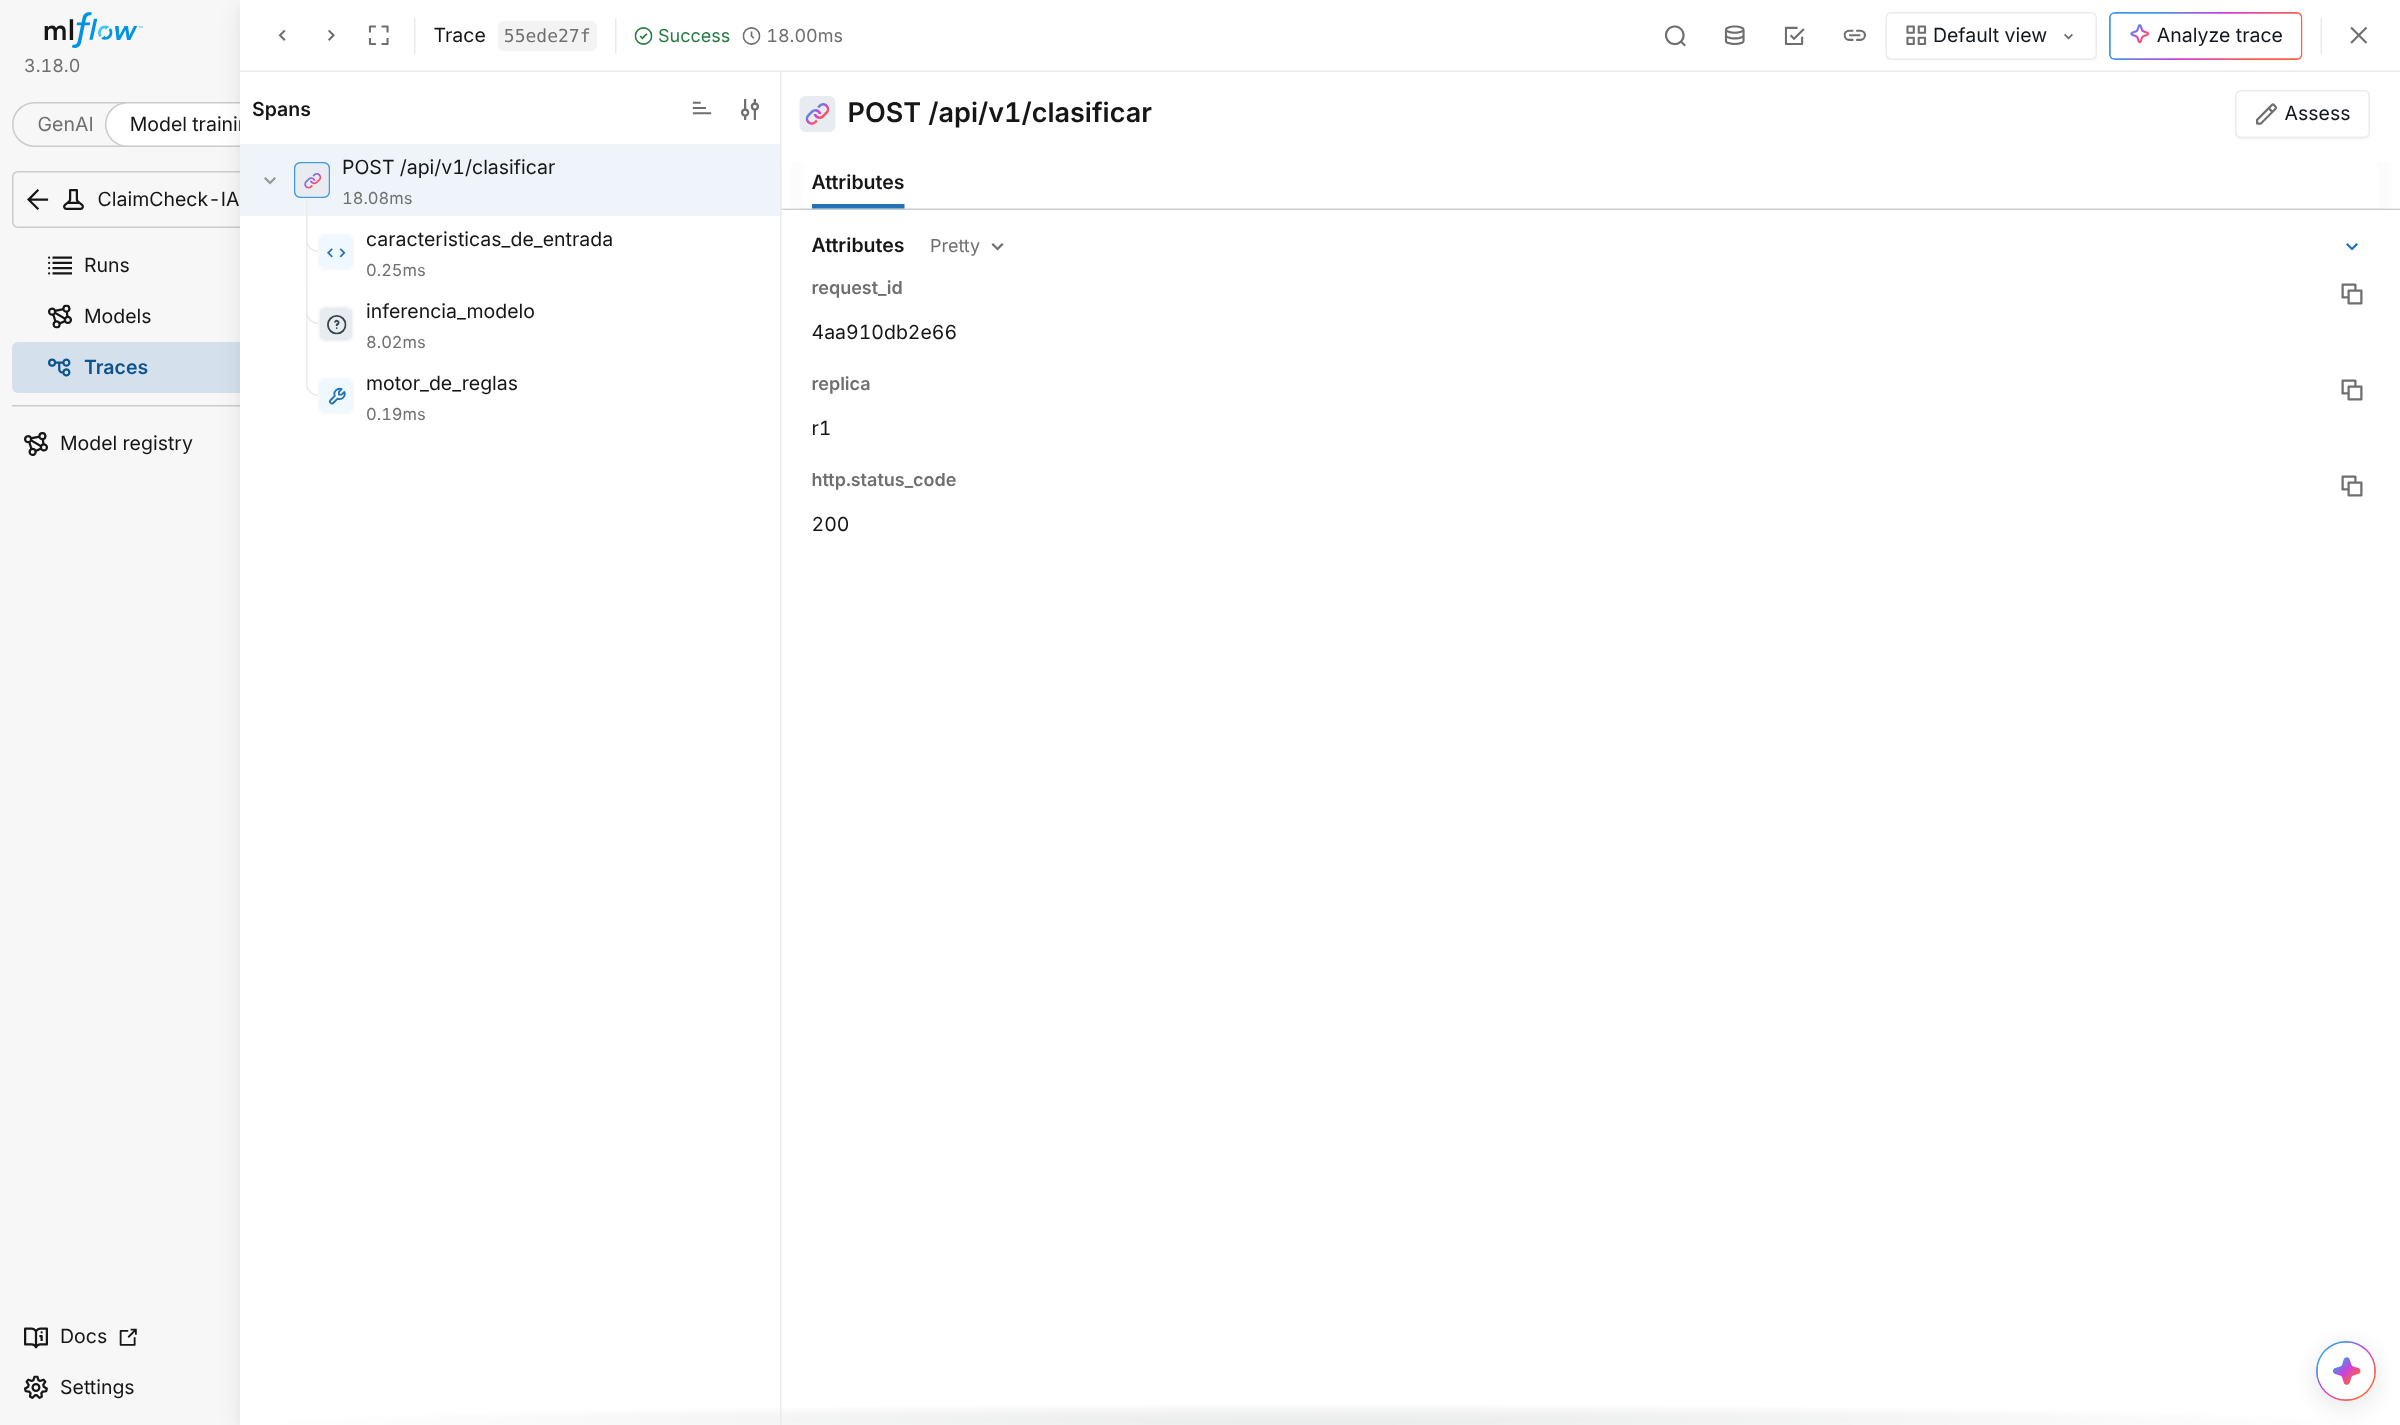 mlflow
3.18.0
GenAI
Model traini
ClaimCheck-IA
Runs
Models
Traces
Model registry
Docs
Settings
Trace 55ede27f Success 18.00ms
Default view
Analyze trace
Spans
POST /api/v1/clasificar
18.08ms
caracteristicas_de_entrada
0.25ms
inferencia_modelo
8.02ms
motor_de_reglas
0.19ms
POST /api/v1/clasificar
Assess
Attributes
Attributes Pretty
request_id
4aa910db2e66
replica
r1
http.status_code
200